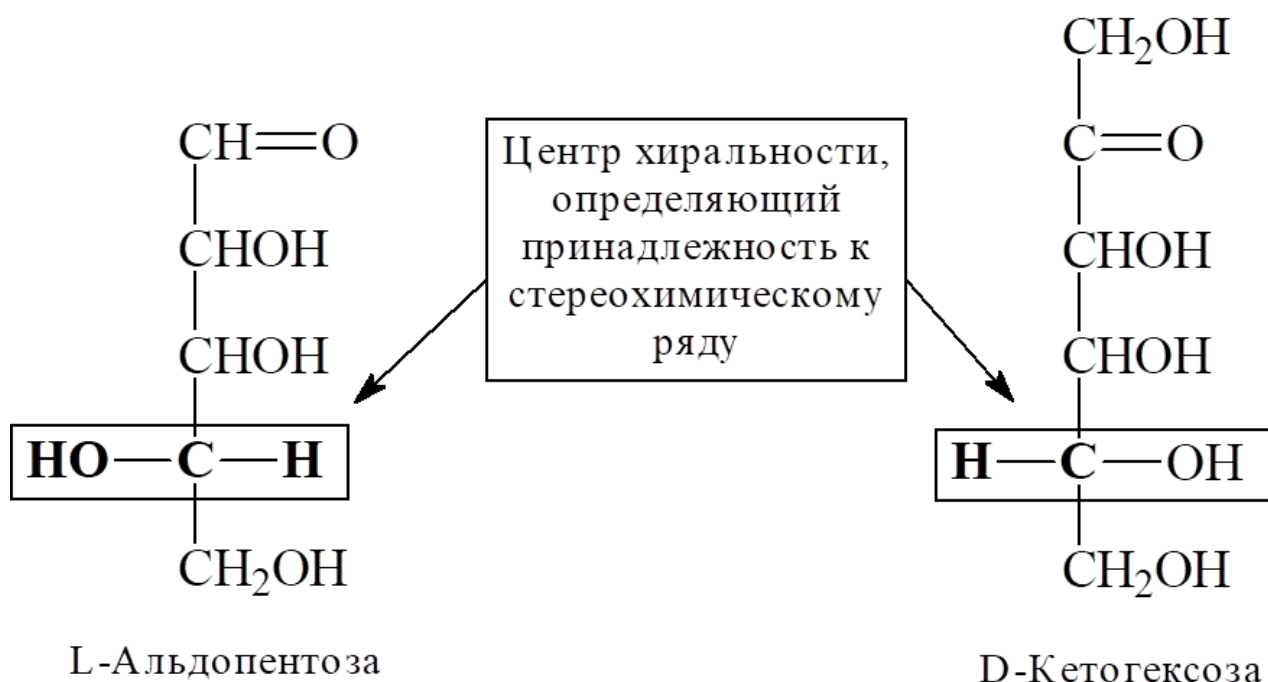 CH=O
CHOH
CHOH
HO—C—H
CH₂OH
L-Альдопентоза
Центр хиральности,
определяющий
принадлежность к
стереохимическому
ряду
CH₂OH
C=O
CHOH
CHOH
H—C—OH
CH₂OH
D-Кетогексоза